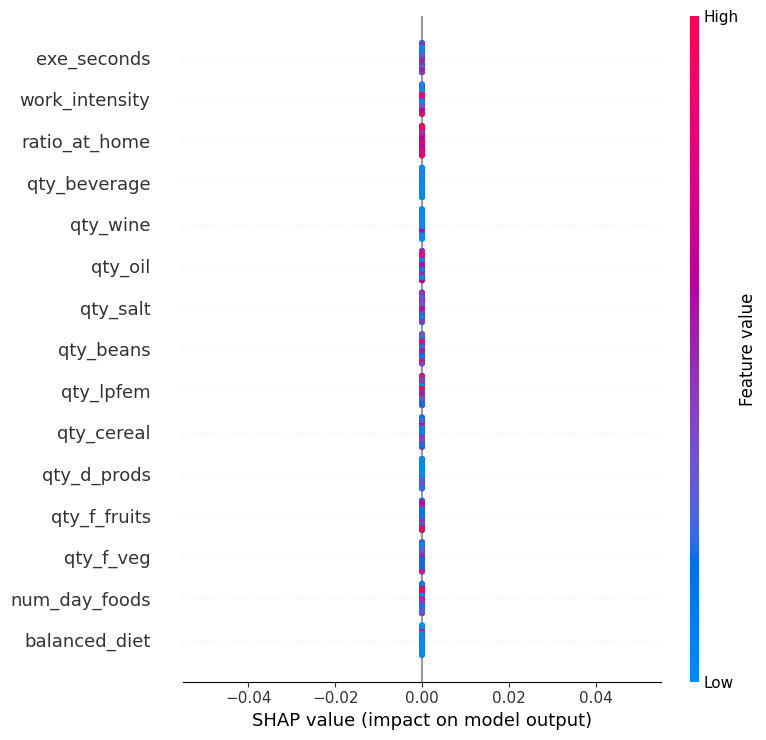 High
exe_seconds
work_intensity
ratio_at_home
qty_beverage
qty_wine
qty_oil
qty_salt
qty_beans
qty_lpfem
qty_cereal
qty_d_prods
qty_f_fruits
qty_f_veg
num_day_foods
balanced_diet
Feature value
Low
−0.04 −0.02 0.00 0.02 0.04
SHAP value (impact on model output)